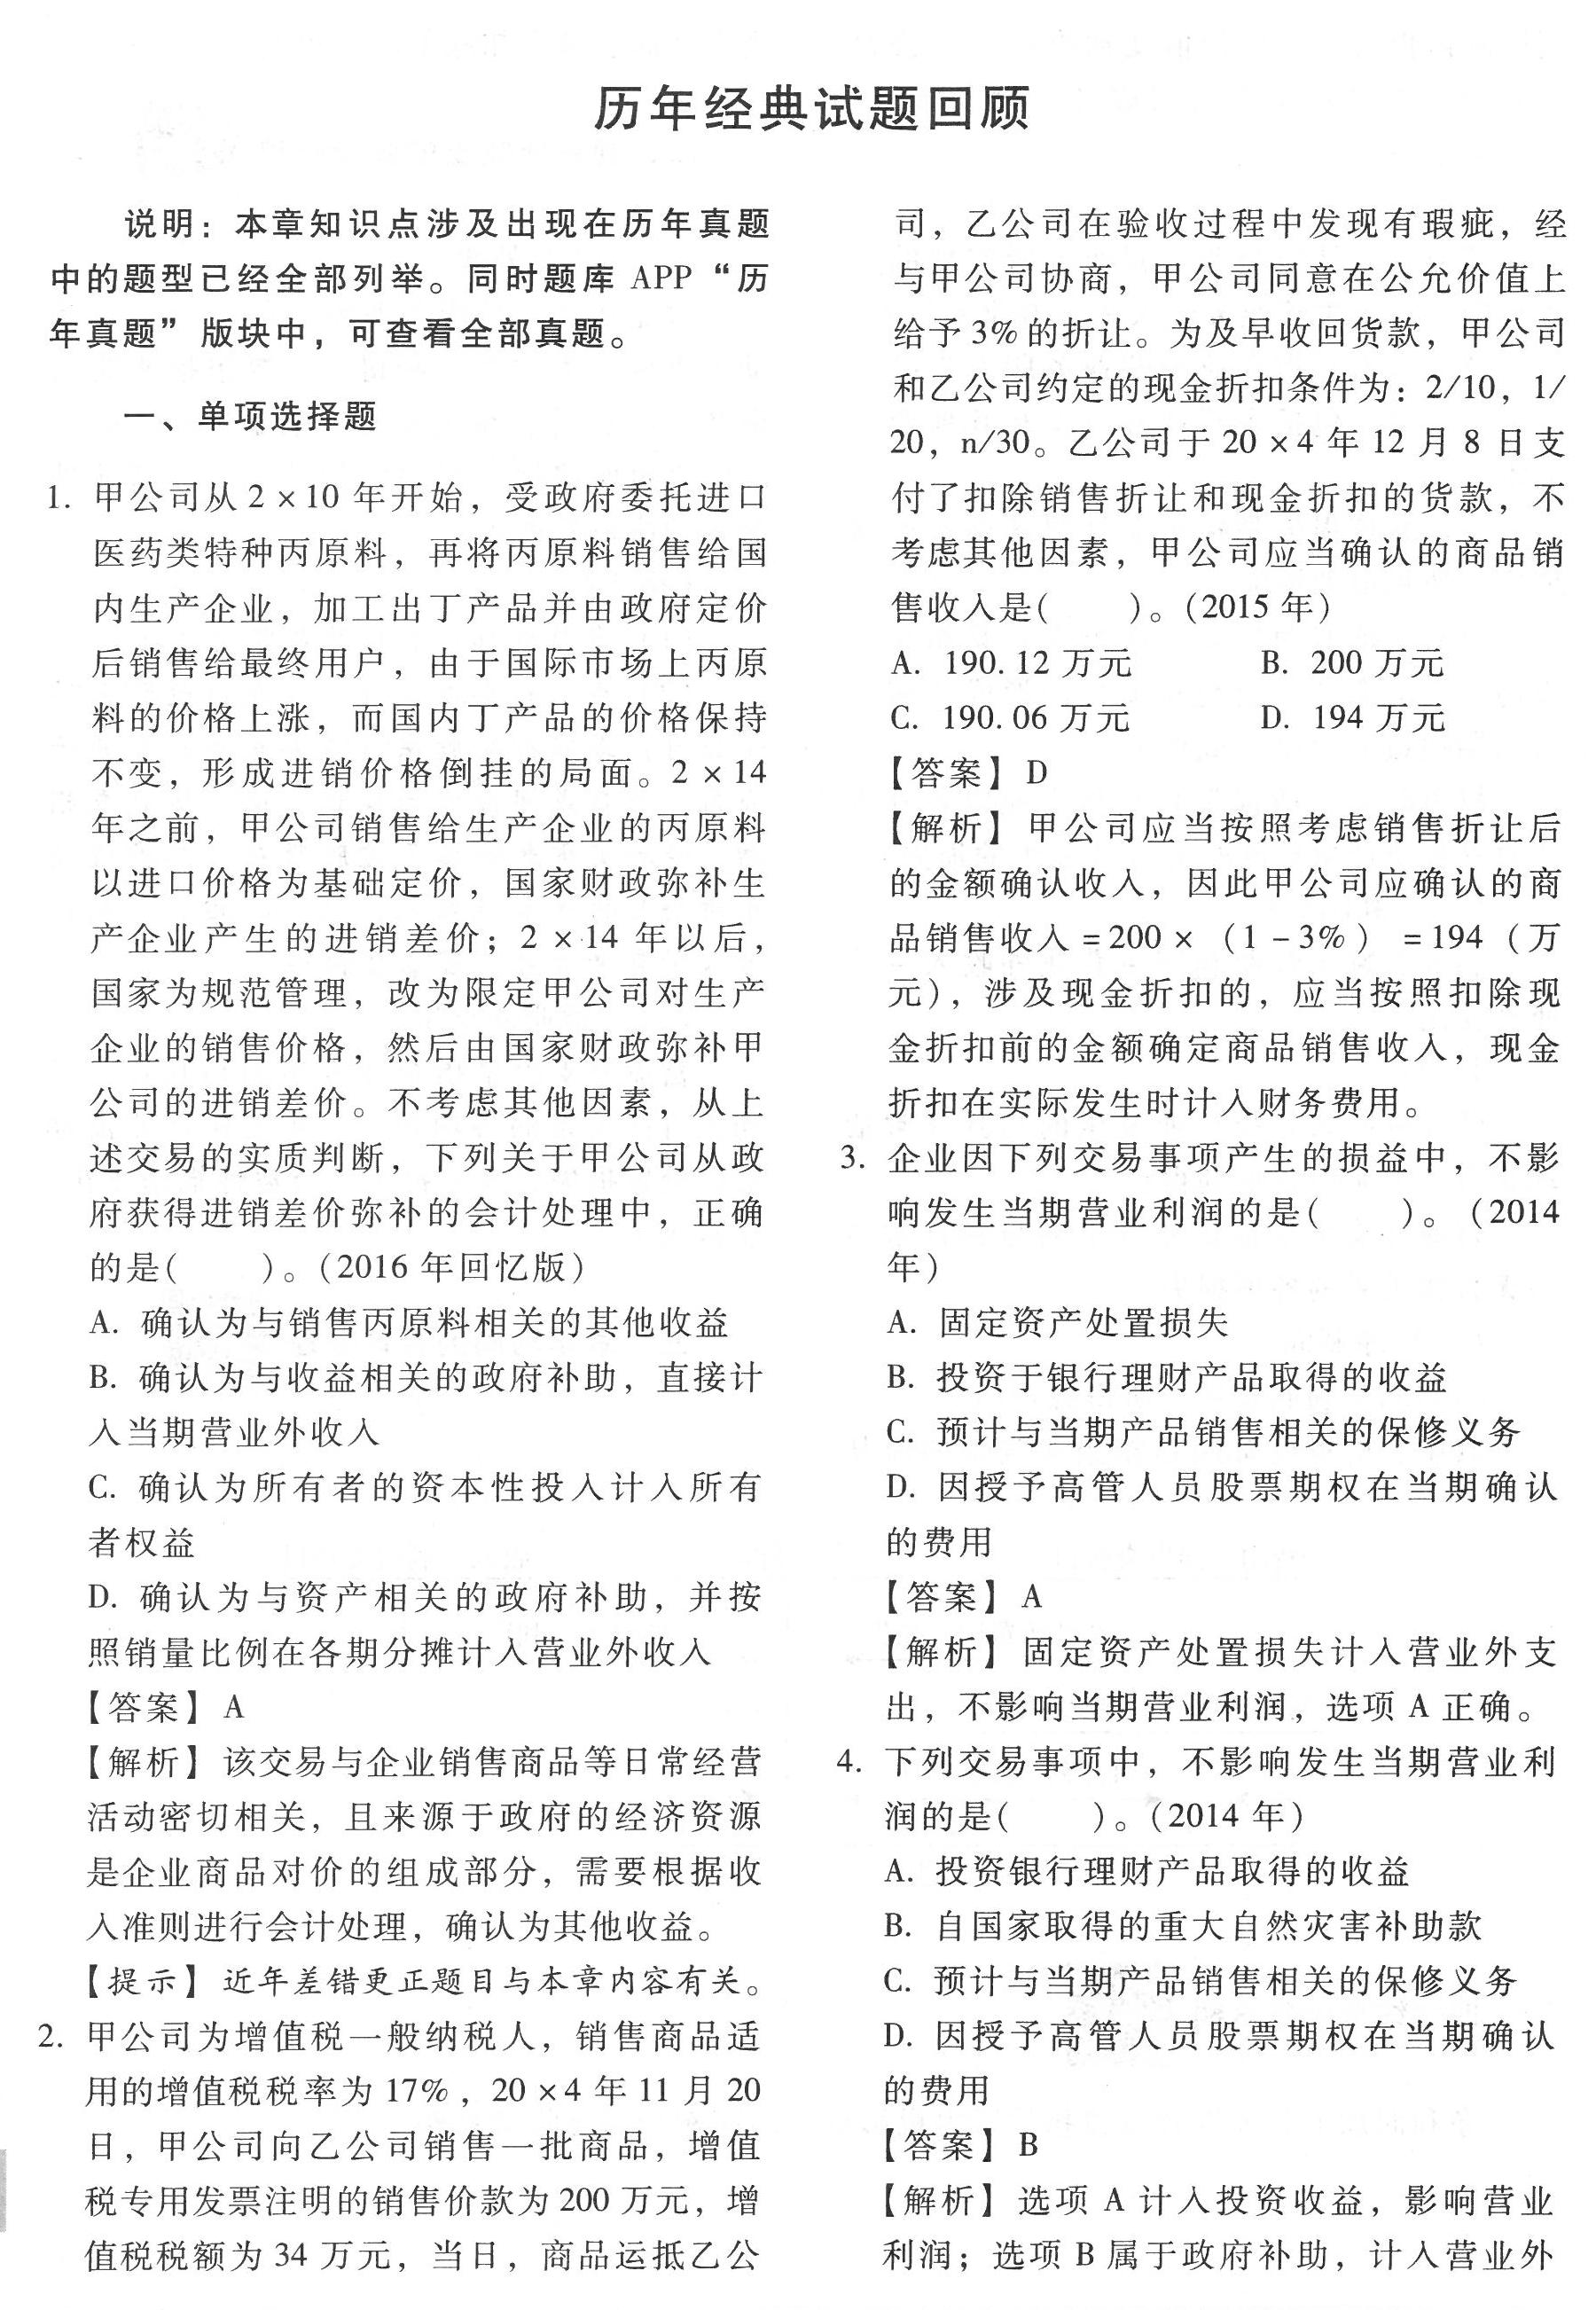 历年经典试题回顾
说明：本章知识点涉及出现在历年真题
中的题型已经全部列举。同时题库 APP“历
年真题”版块中，可查看全部真题。
一、单项选择题
1. 甲公司从 2×10 年开始，受政府委托进口
医药类特种丙原料，再将丙原料销售给国
内生产企业，加工出丁产品并由政府定价
后销售给最终用户，由于国际市场上丙原
料的价格上涨，而国内丁产品的价格保持
不变，形成进销价格倒挂的局面。2×14
年之前，甲公司销售给生产企业的丙原料
以进口价格为基础定价，国家财政弥补生
产企业产生的进销差价；2×14 年以后，
国家为规范管理，改为限定甲公司对生产
企业的销售价格，然后由国家财政弥补甲
公司的进销差价。不考虑其他因素，从上
述交易的实质判断，下列关于甲公司从政
府获得进销差价弥补的会计处理中，正确
的是(　　)。（2016 年回忆版）
A. 确认为与销售丙原料相关的其他收益
B. 确认为与收益相关的政府补助，直接计
入当期营业外收入
C. 确认为所有者的资本性投入计入所有
者权益
D. 确认为与资产相关的政府补助，并按
照销量比例在各期分摊计入营业外收入
【答案】 A
【解析】 该交易与企业销售商品等日常经营
活动密切相关，且来源于政府的经济资源
是企业商品对价的组成部分，需要根据收
入准则进行会计处理，确认为其他收益。
【提示】 近年差错更正题目与本章内容有关。
2. 甲公司为增值税一般纳税人，销售商品适
用的增值税税率为 17%，20×4 年 11 月 20
日，甲公司向乙公司销售一批商品，增值
税专用发票注明的销售价款为 200 万元，增
值税税额为 34 万元，当日，商品运抵乙公
司，乙公司在验收过程中发现有瑕疵，经
与甲公司协商，甲公司同意在公允价值上
给予 3% 的折让。为及早收回货款，甲公司
和乙公司约定的现金折扣条件为：2/10，1/
20，n/30。乙公司于 20×4 年 12 月 8 日支
付了扣除销售折让和现金折扣的货款，不
考虑其他因素，甲公司应当确认的商品销
售收入是(　　)。（2015 年）
A. 190.12 万元　　B. 200 万元
C. 190.06 万元　　D. 194 万元
【答案】 D
【解析】 甲公司应当按照考虑销售折让后
的金额确认收入，因此甲公司应确认的商
品销售收入=200×（1-3%）=194（万
元），涉及现金折扣的，应当按照扣除现
金折扣前的金额确定商品销售收入，现金
折扣在实际发生时计入财务费用。
3. 企业因下列交易事项产生的损益中，不影
响发生当期营业利润的是(　　)。（2014
年）
A. 固定资产处置损失
B. 投资于银行理财产品取得的收益
C. 预计与当期产品销售相关的保修义务
D. 因授予高管人员股票期权在当期确认
的费用
【答案】 A
【解析】 固定资产处置损失计入营业外支
出，不影响当期营业利润，选项 A 正确。
4. 下列交易事项中，不影响发生当期营业利
润的是(　　)。（2014 年）
A. 投资银行理财产品取得的收益
B. 自国家取得的重大自然灾害补助款
C. 预计与当期产品销售相关的保修义务
D. 因授予高管人员股票期权在当期确认
的费用
【答案】 B
【解析】 选项 A 计入投资收益，影响营业
利润；选项 B 属于政府补助，计入营业外